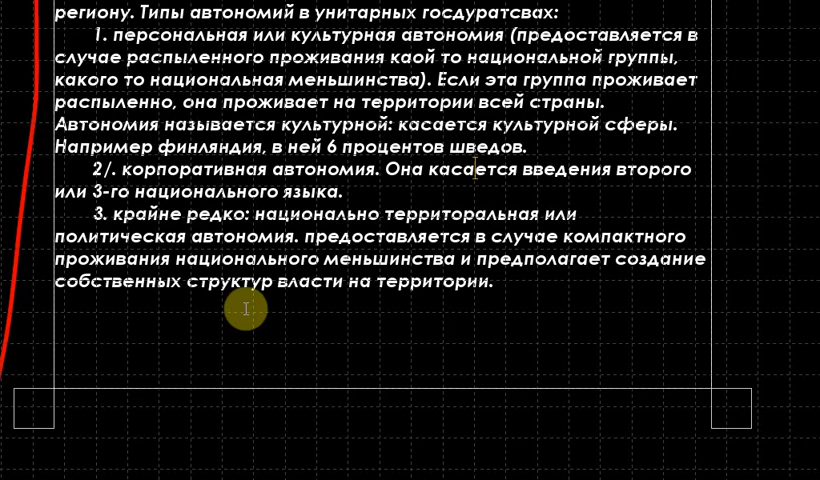 региону. Типы автономий в унитарных госдуратсвах:
1. персональная или культурная автономия (предоставляется в
случае распыленного проживания каой то национальной группы,
какого то национальная меньшинства). Если эта группа проживает
распыленно, она проживает на территории всей страны.
Автономия называется культурной: касается культурной сферы.
Например финляндия, в ней 6 процентов шведов.
2/. корпоративная автономия. Она касается введения второго
или 3-го национального языка.
3. крайне редко: национально територальная или
политическая автономия. предоставляется в случае компактного
проживания национального меньшинства и предполагает создание
собственных структур власти на территории.